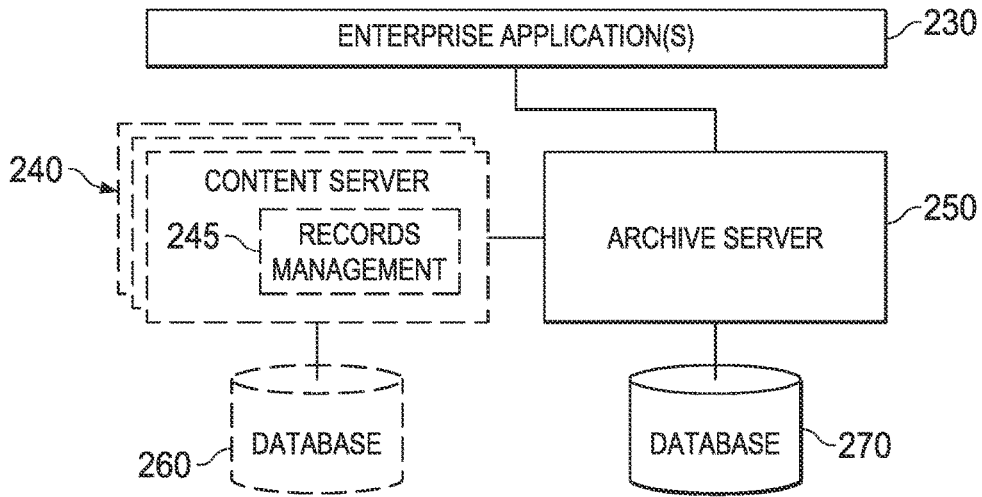 ENTERPRISE APPLICATION(S)
230
240
CONTENT SERVER
245
RECORDS
MANAGEMENT
ARCHIVE SERVER
250
DATABASE
260
DATABASE
270